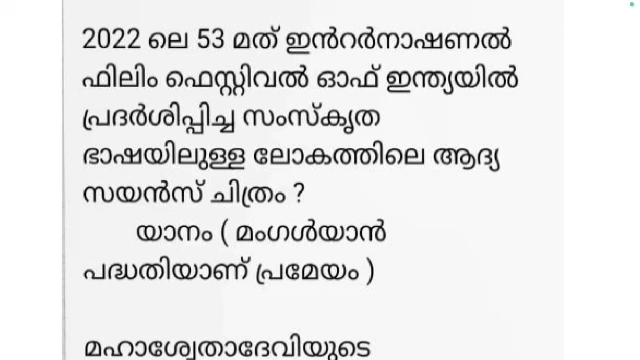 2022 ലെ 53 മത് ഇൻറർനാഷണൽ
ഫിലിം ഫെസ്റ്റിവൽ ഓഫ് ഇന്ത്യയിൽ
പ്രദർശിപ്പിച്ച സംസ്കൃത
ഭാഷയിലുള്ള ലോകത്തിലെ ആദ്യ
സയൻസ് ചിത്രം ?
യാനം ( മംഗൾയാൻ
പദ്ധതിയാണ് പ്രമേയം )
മഹാശ്വേതാദേവിയുടെ